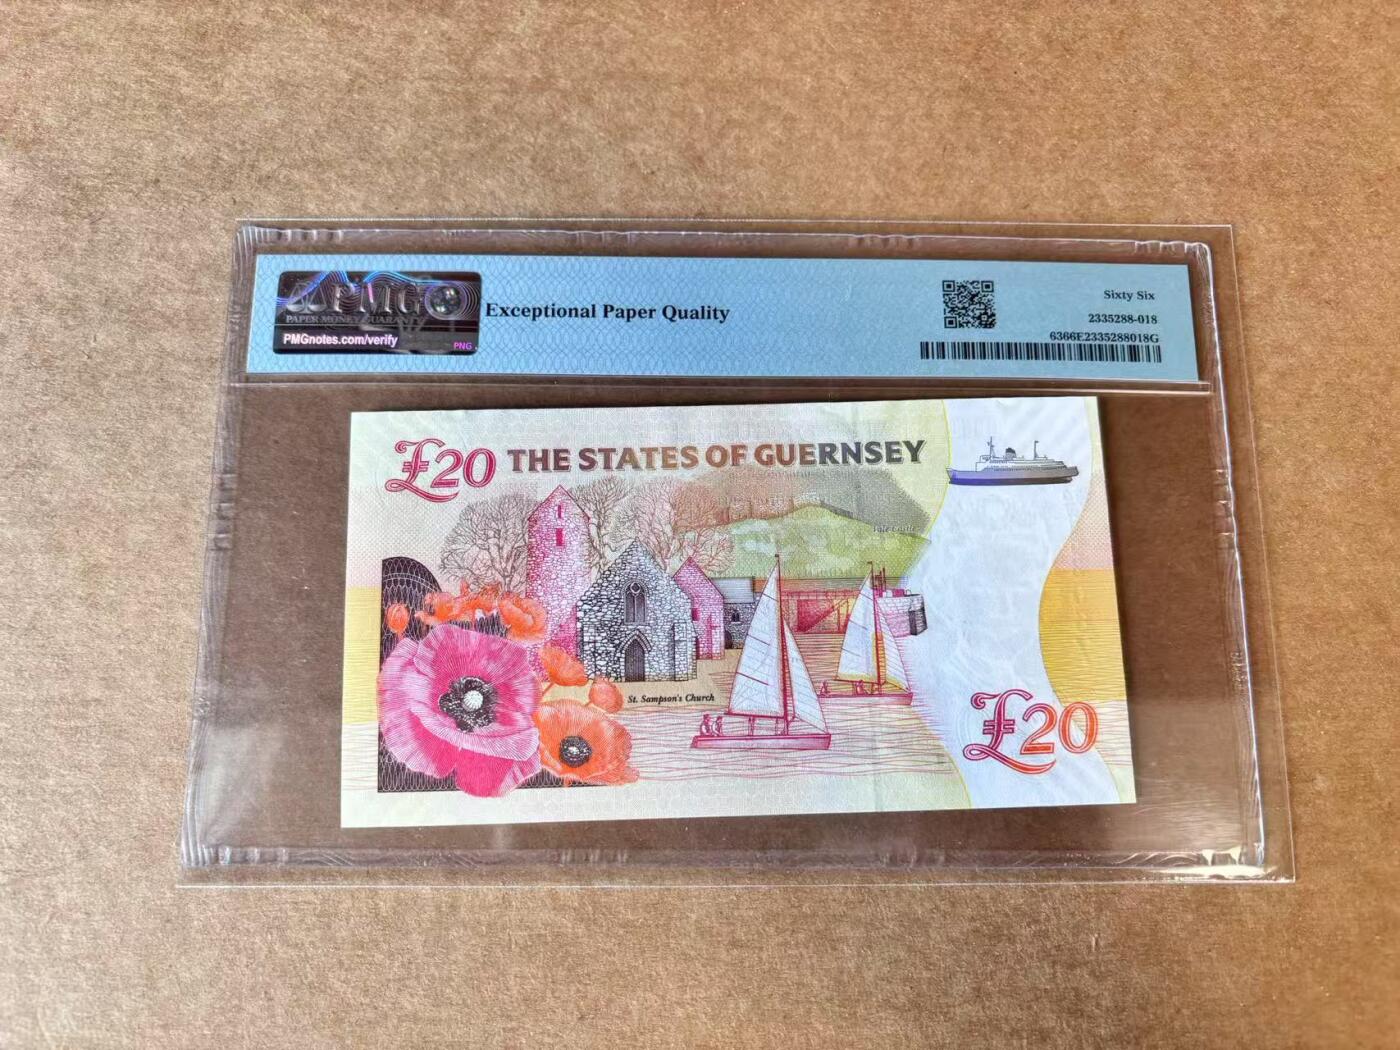 PMG
PAPER MONEY GUARANTY
PMGnotes.com/verify
PNG
Exceptional Paper Quality
Sixty Six
2335288-018
6366E2335288018G
£20 THE STATES OF GUERNSEY
Vale Castle
St. Sampson's Church
£20